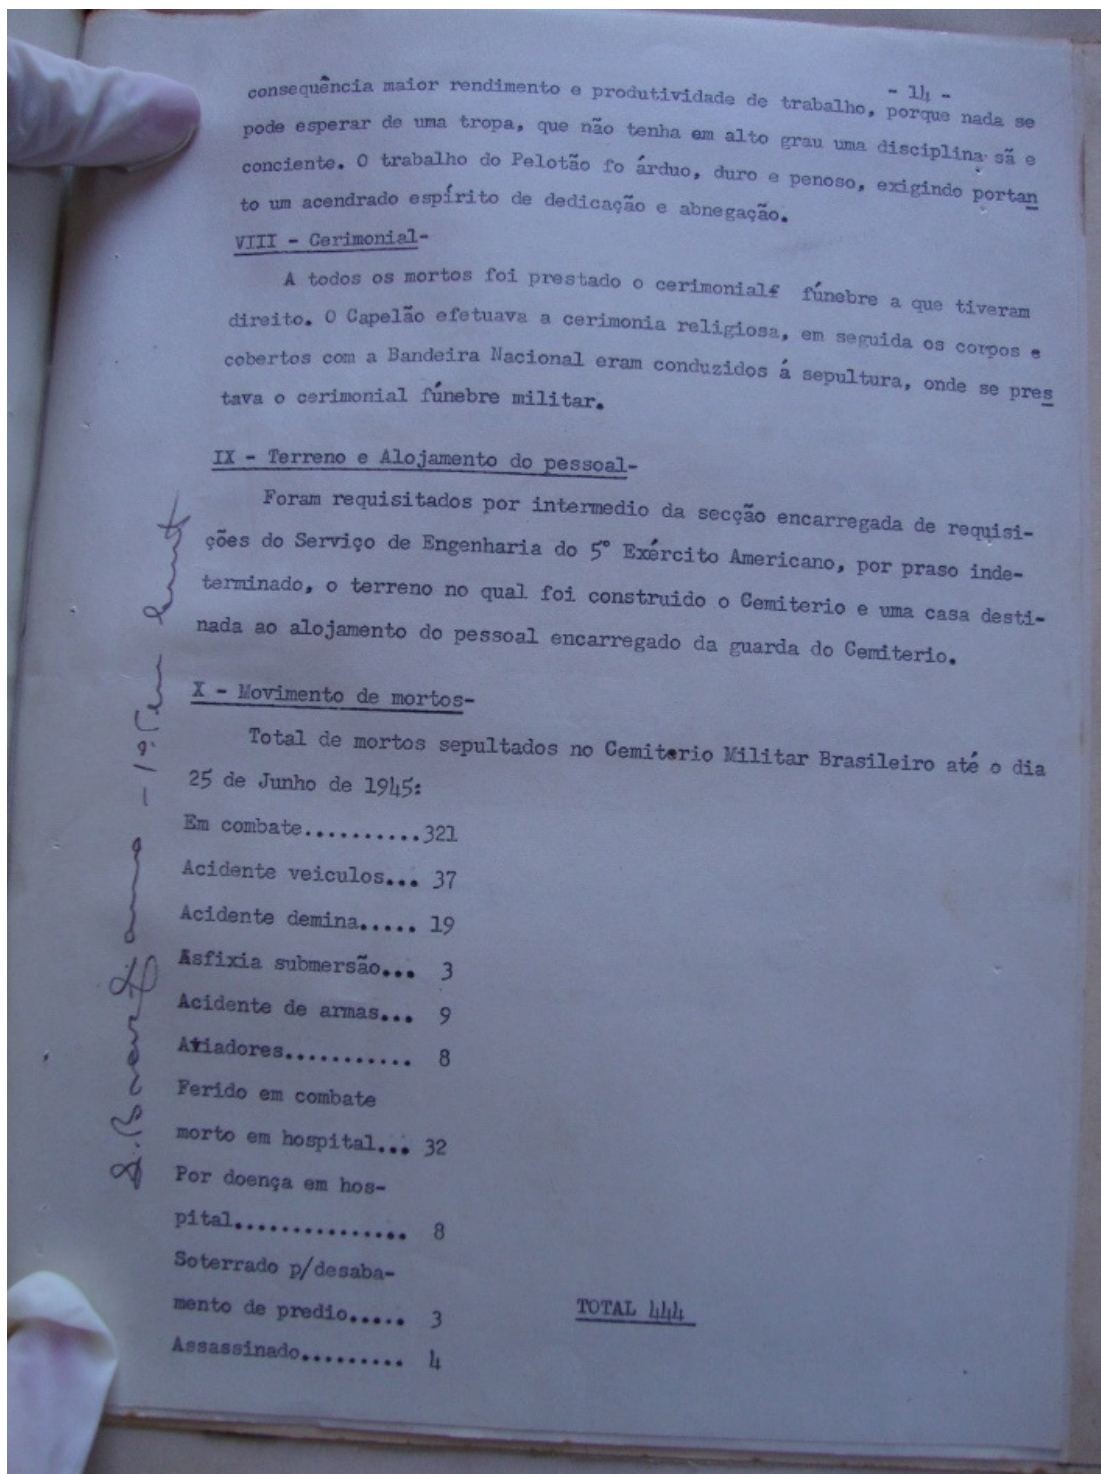 - 14 -
consequência maior rendimento e produtividade de trabalho, porque nada se
pode esperar de uma tropa, que não tenha em alto grau uma disciplina sã e
conciente. O trabalho do Pelotão fo árduo, duro e penoso, exigindo portan
to um acendrado espírito de dedicação e abnegação.
VIII - Cerimonial-
A todos os mortos foi prestado o cerimonial fúnebre a que tiveram
direito. O Capelão efetuava a cerimonia religiosa, em seguida os corpos e
cobertos com a Bandeira Nacional eram conduzidos á sepultura, onde se pres
tava o cerimonial fúnebre militar.
IX - Terreno e Alojamento do pessoal-
Foram requisitados por intermedio da secção encarregada de requisi-
ções do Serviço de Engenharia do 5º Exército Americano, por praso inde-
terminado, o terreno no qual foi construido o Cemiterio e uma casa desti-
nada ao alojamento do pessoal encarregado da guarda do Cemiterio.
X - Movimento de mortos-
Total de mortos sepultados no Cemiterio Militar Brasileiro até o dia
25 de Junho de 1945:
Em combate..........321
Acidente veiculos... 37
Acidente demina..... 19
Asfixia submersão... 3
Acidente de armas... 9
Aviadores........... 8
Ferido em combate
morto em hospital... 32
Por doença em hos-
pital............... 8
Soterrado p/desaba-
mento de predio..... 3
TOTAL 444
Assassinado......... 4